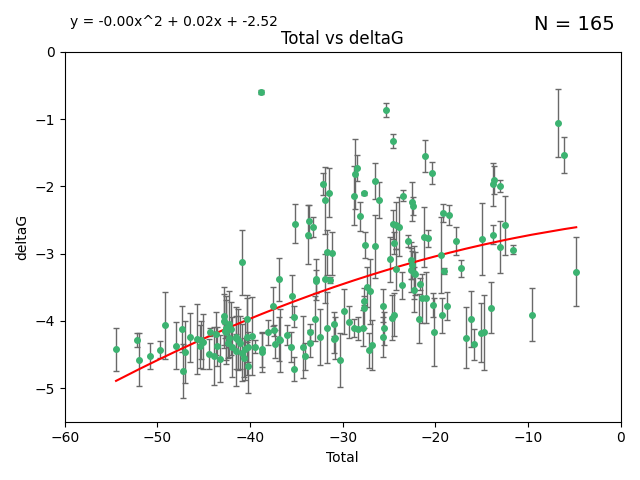 y = -0.00x^2 + 0.02x + -2.52
N = 165
Total vs deltaG
0
−1
−2
−3
−4
−5
deltaG
−60 −50 −40 −30 −20 −10 0
Total